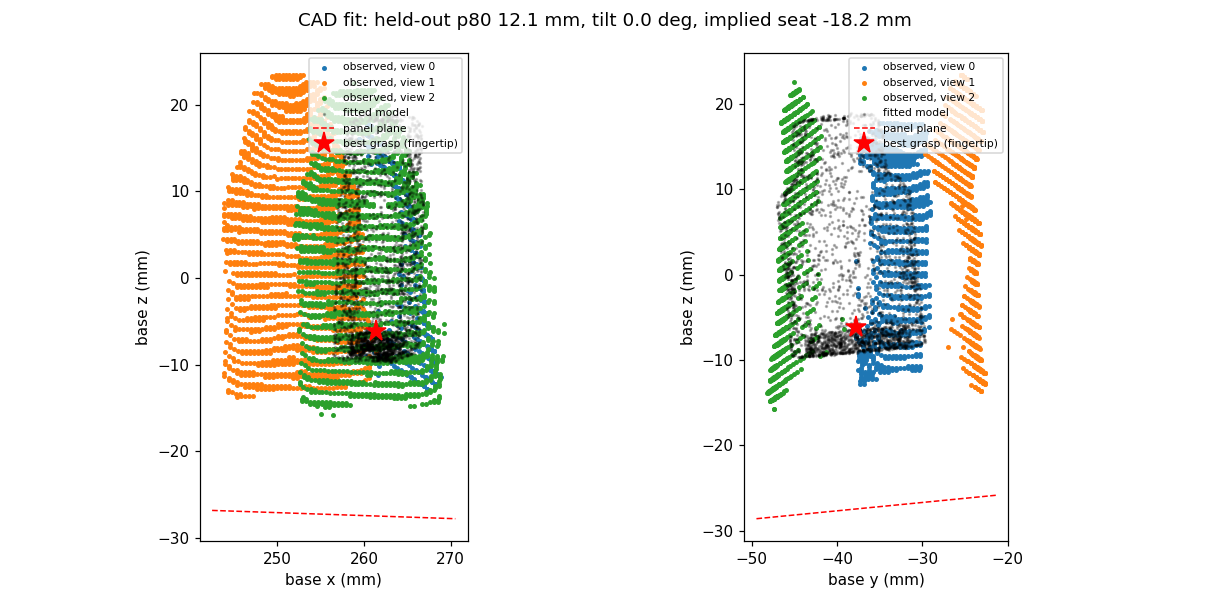 CAD fit: held-out p80 12.1 mm, tilt 0.0 deg, implied seat -18.2 mm
observed, view 0
observed, view 1
observed, view 2
fitted model
panel plane
best grasp (fingertip)
20
10
0
−10
−20
−30
base z (mm)
250
260
270
base x (mm)
observed, view 0
observed, view 1
observed, view 2
fitted model
panel plane
best grasp (fingertip)
20
10
0
−10
−20
−30
base z (mm)
−50
−40
−30
−20
base y (mm)